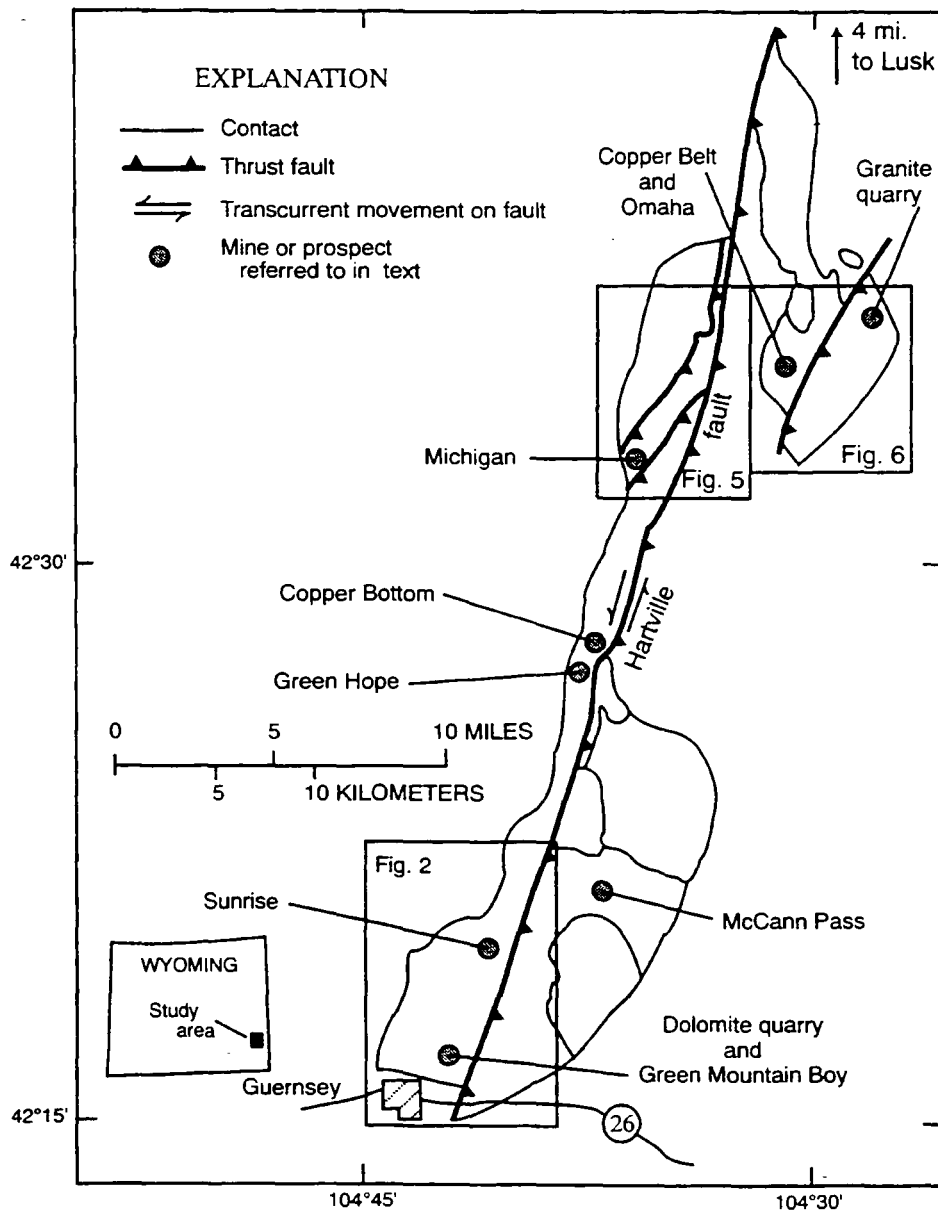 EXPLANATION
Contact
Thrust fault
Transcurrent movement on fault
Mine or prospect
referred to in text
4 mi.
to Lusk
Copper Belt
and
Omaha
Granite
quarry
Michigan
fault
Fig. 5
Fig. 6
42°30'
Copper Bottom
Hartville
Green Hope
0 5 10 MILES
5 10 KILOMETERS
Fig. 2
Sunrise
McCann Pass
WYOMING
Study
area
Dolomite quarry
and
Green Mountain Boy
Guernsey
42°15'
26
104°45' 104°30'